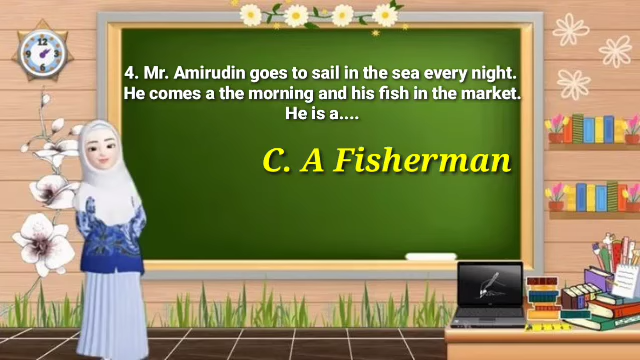 4. Mr. Amirudin goes to sail in the sea every night.
He comes a the morning and his fish in the market.
He is a....
C. A Fisherman